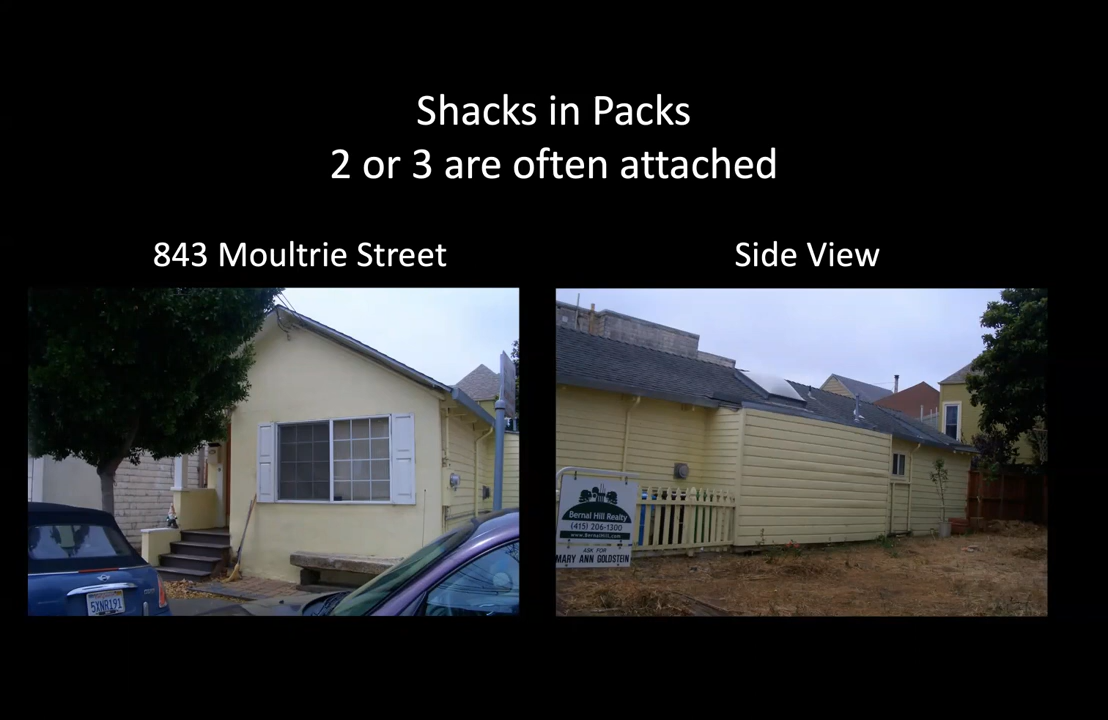 Shacks in Packs
2 or 3 are often attached
843 Moultrie Street
Side View
5XNR191
Bernal Hill Realty
(415) 206-1300
www.BernalHill.com
ASK FOR
MARY ANN GOLDSTEIN